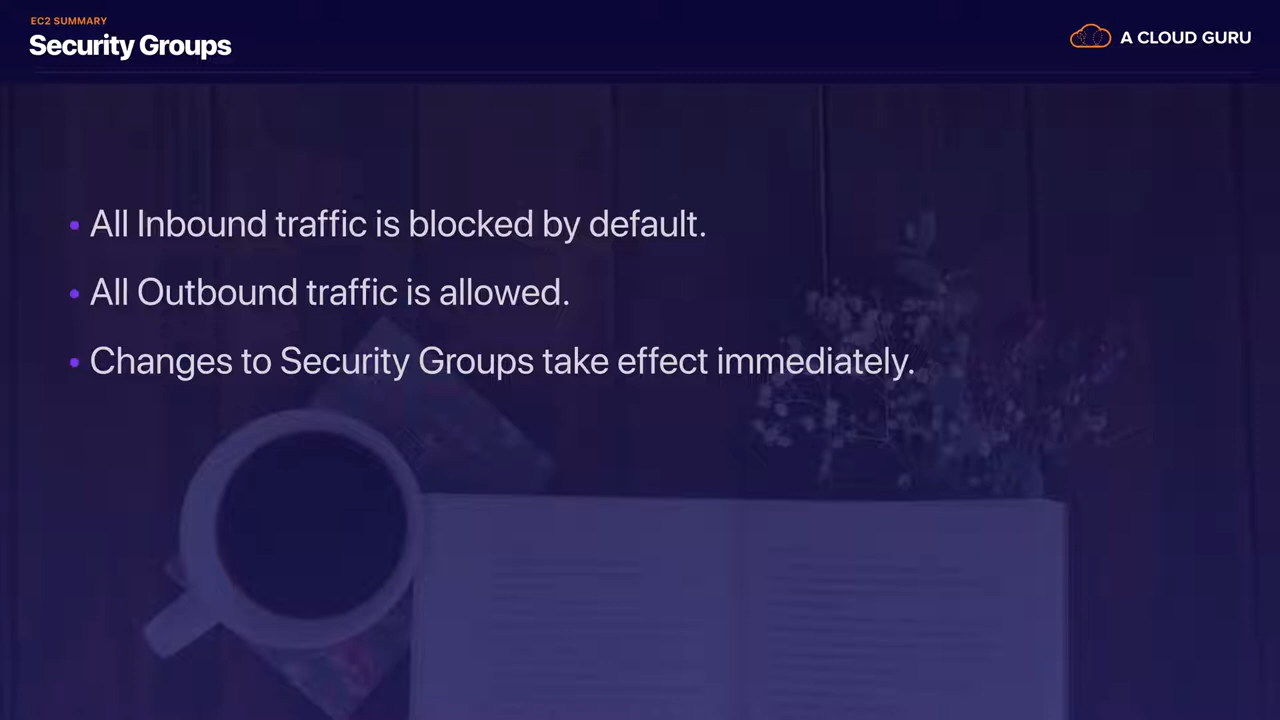 EC2 SUMMARY
Security Groups
A CLOUD GURU
• All Inbound traffic is blocked by default.
• All Outbound traffic is allowed.
• Changes to Security Groups take effect immediately.